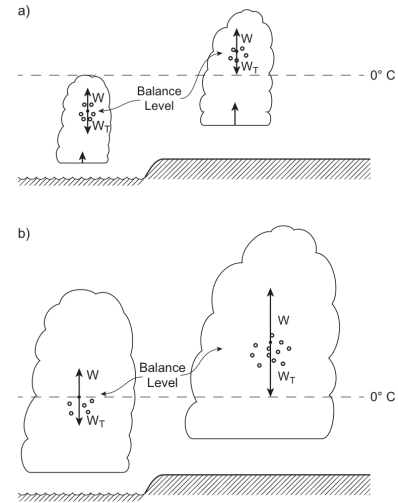 a)
W
Balance
Level
W
0° C
W_T
W_T
b)
W
W
Balance
Level
W_T
0° C
W_T